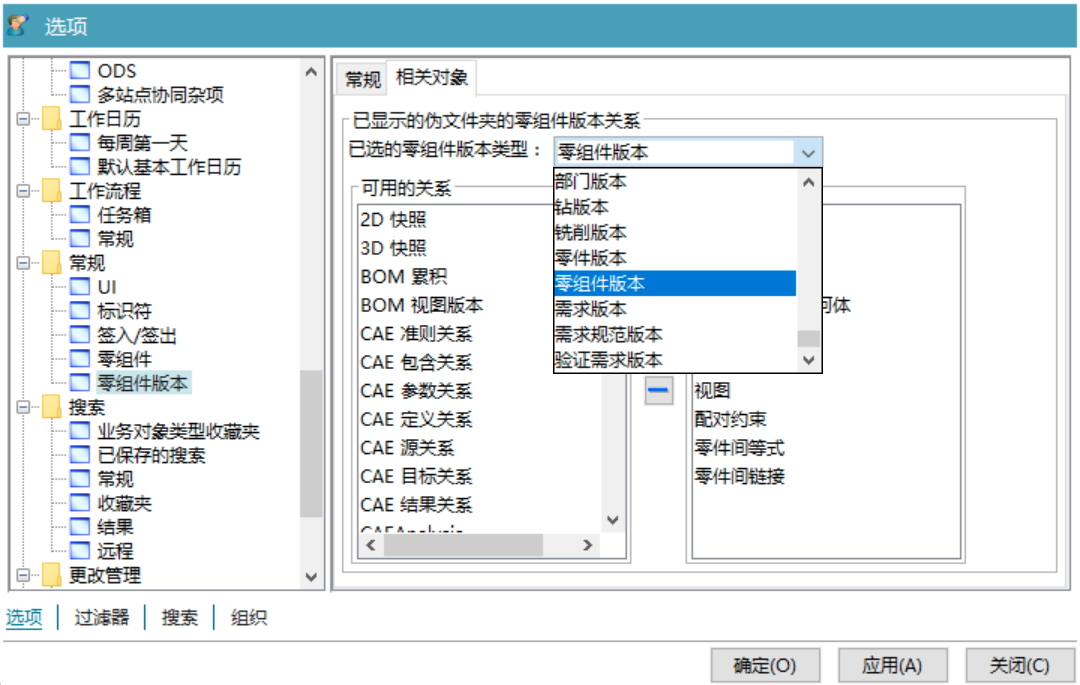 选项
ODS
多站点协同杂项
工作日历
每周第一天
默认基本工作日历
工作流程
任务箱
常规
常规
UI
标识符
签入/签出
零组件
零组件版本
搜索
业务对象类型收藏夹
已保存的搜索
常规
收藏夹
结果
远程
更改管理
常规
相关对象
已显示的伪文件夹的零组件版本关系
已选的零组件版本类型：
零组件版本
部门版本
钻版本
铣削版本
零件版本
零组件版本
需求版本
需求规范版本
验证需求版本
可用的关系
2D 快照
3D 快照
BOM 累积
BOM 视图版本
CAE 准则关系
CAE 包含关系
CAE 参数关系
CAE 定义关系
CAE 源关系
CAE 目标关系
CAE 结果关系
何体
视图
配对约束
零件间等式
零件间链接
选项
过滤器
搜索
组织
确定(O)
应用(A)
关闭(C)